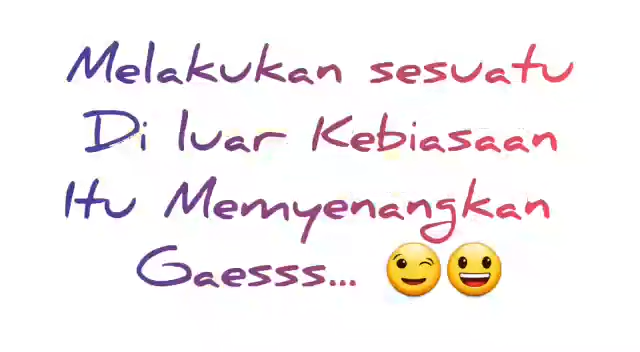 Melakukan sesuatu
Di luar Kebiasaan
Itu Memyenangkan
Gaesss... 😉😃